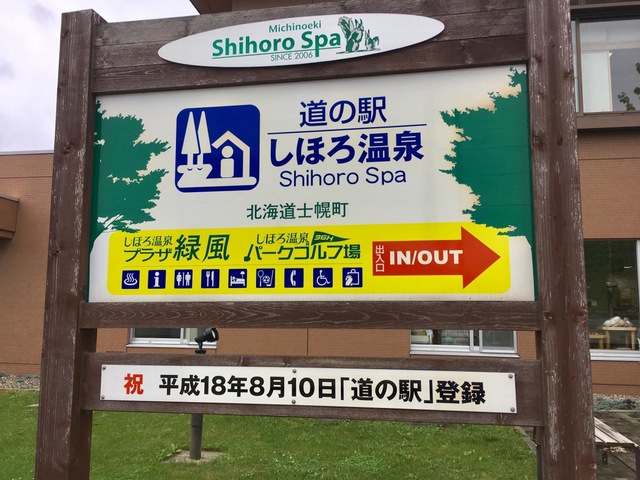 Michinoeki
Shihoro Spa
SINCE 2006
道の駅
しほろ温泉
Shihoro Spa
北海道士幌町
しほろ温泉
プラザ緑風
しほろ温泉 36H
パークゴルフ場
出入口 IN/OUT
祝 平成18年8月10日「道の駅」登録